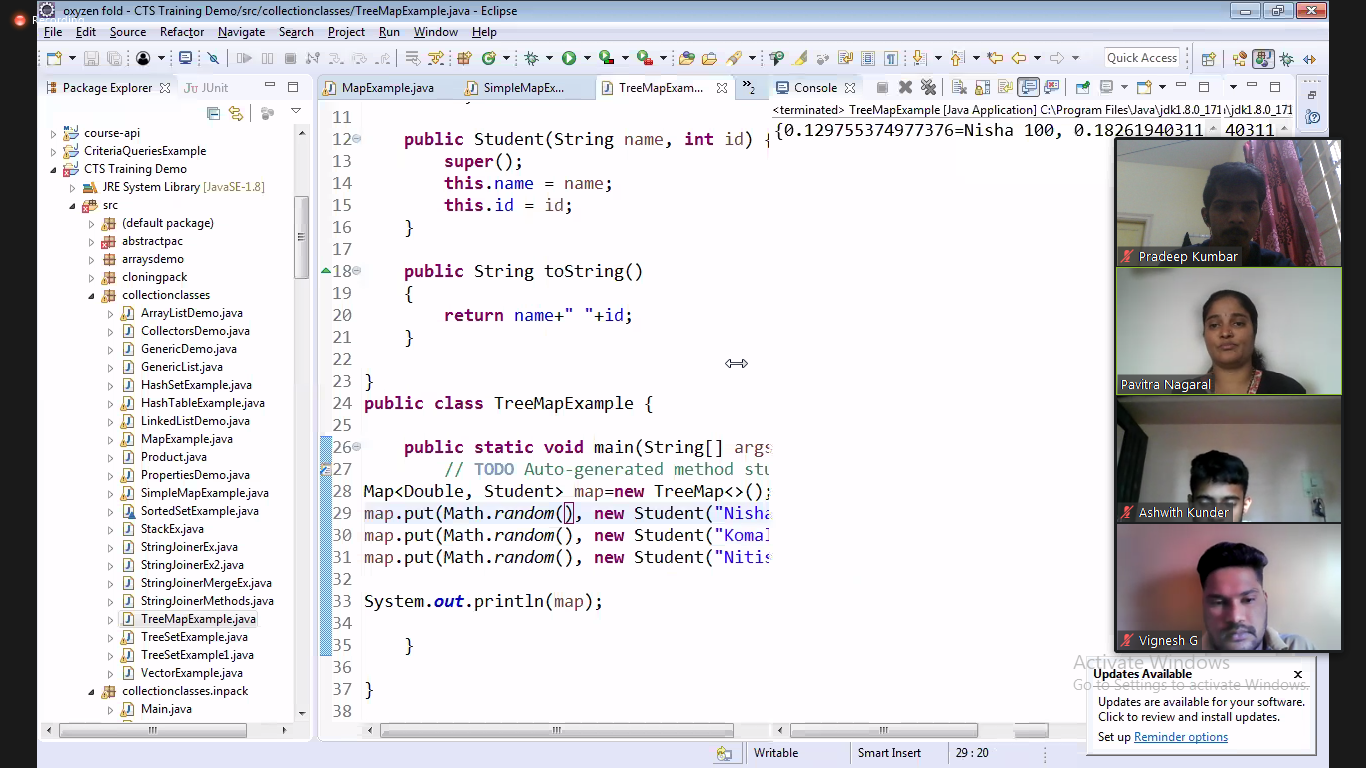 Recording
oxyzen fold - CTS Training Demo/src/collectionclasses/TreeMapExample.java - Eclipse
File Edit Source Refactor Navigate Search Project Run Window Help
Quick Access
Package Explorer
JUnit
course-api
CriteriaQueriesExample
CTS Training Demo
JRE System Library [JavaSE-1.8]
src
(default package)
abstractpac
arraysdemo
cloningpack
collectionclasses
ArrayListDemo.java
CollectorsDemo.java
GenericDemo.java
GenericList.java
HashSetExample.java
HashTableExample.java
LinkedListDemo.java
MapExample.java
Product.java
PropertiesDemo.java
SimpleMapExample.java
SortedSetExample.java
StackEx.java
StringJoinerEx.java
StringJoinerEx2.java
StringJoinerMergeEx.java
StringJoinerMethods.java
TreeMapExample.java
TreeSetExample.java
TreeSetExample1.java
VectorExample.java
collectionclasses.inpack
Main.java
MapExample.java
SimpleMapEx...
TreeMapExam...
2
11
12 public Student(String name, int id) {
13 super();
14 this.name = name;
15 this.id = id;
16 }
17
18 public String toString()
19 {
20 return name+" "+id;
21 }
22
23 }
24 public class TreeMapExample {
25
26 public static void main(String[] args
27 // TODO Auto-generated method stu
28 Map<Double, Student> map=new TreeMap<>();
29 map.put(Math.random(), new Student("Nisha
30 map.put(Math.random(), new Student("Komal
31 map.put(Math.random(), new Student("Nitis
32
33 System.out.println(map);
34
35 }
36
37 }
38
Console
<terminated> TreeMapExample [Java Application] C:\Program Files\Java\jdk1.8.0_171\jdk1.8.0_171
{0.129755374977376=Nisha 100, 0.18261940311 40311
Pradeep Kumbar
Pavitra Nagaral
Ashwith Kunder
Vignesh G
Activate Windows
Go to Settings to activate Windows.
Updates Available
Updates are available for your software.
Click to review and install updates.
Set up Reminder options
Writable
Smart Insert
29 : 20